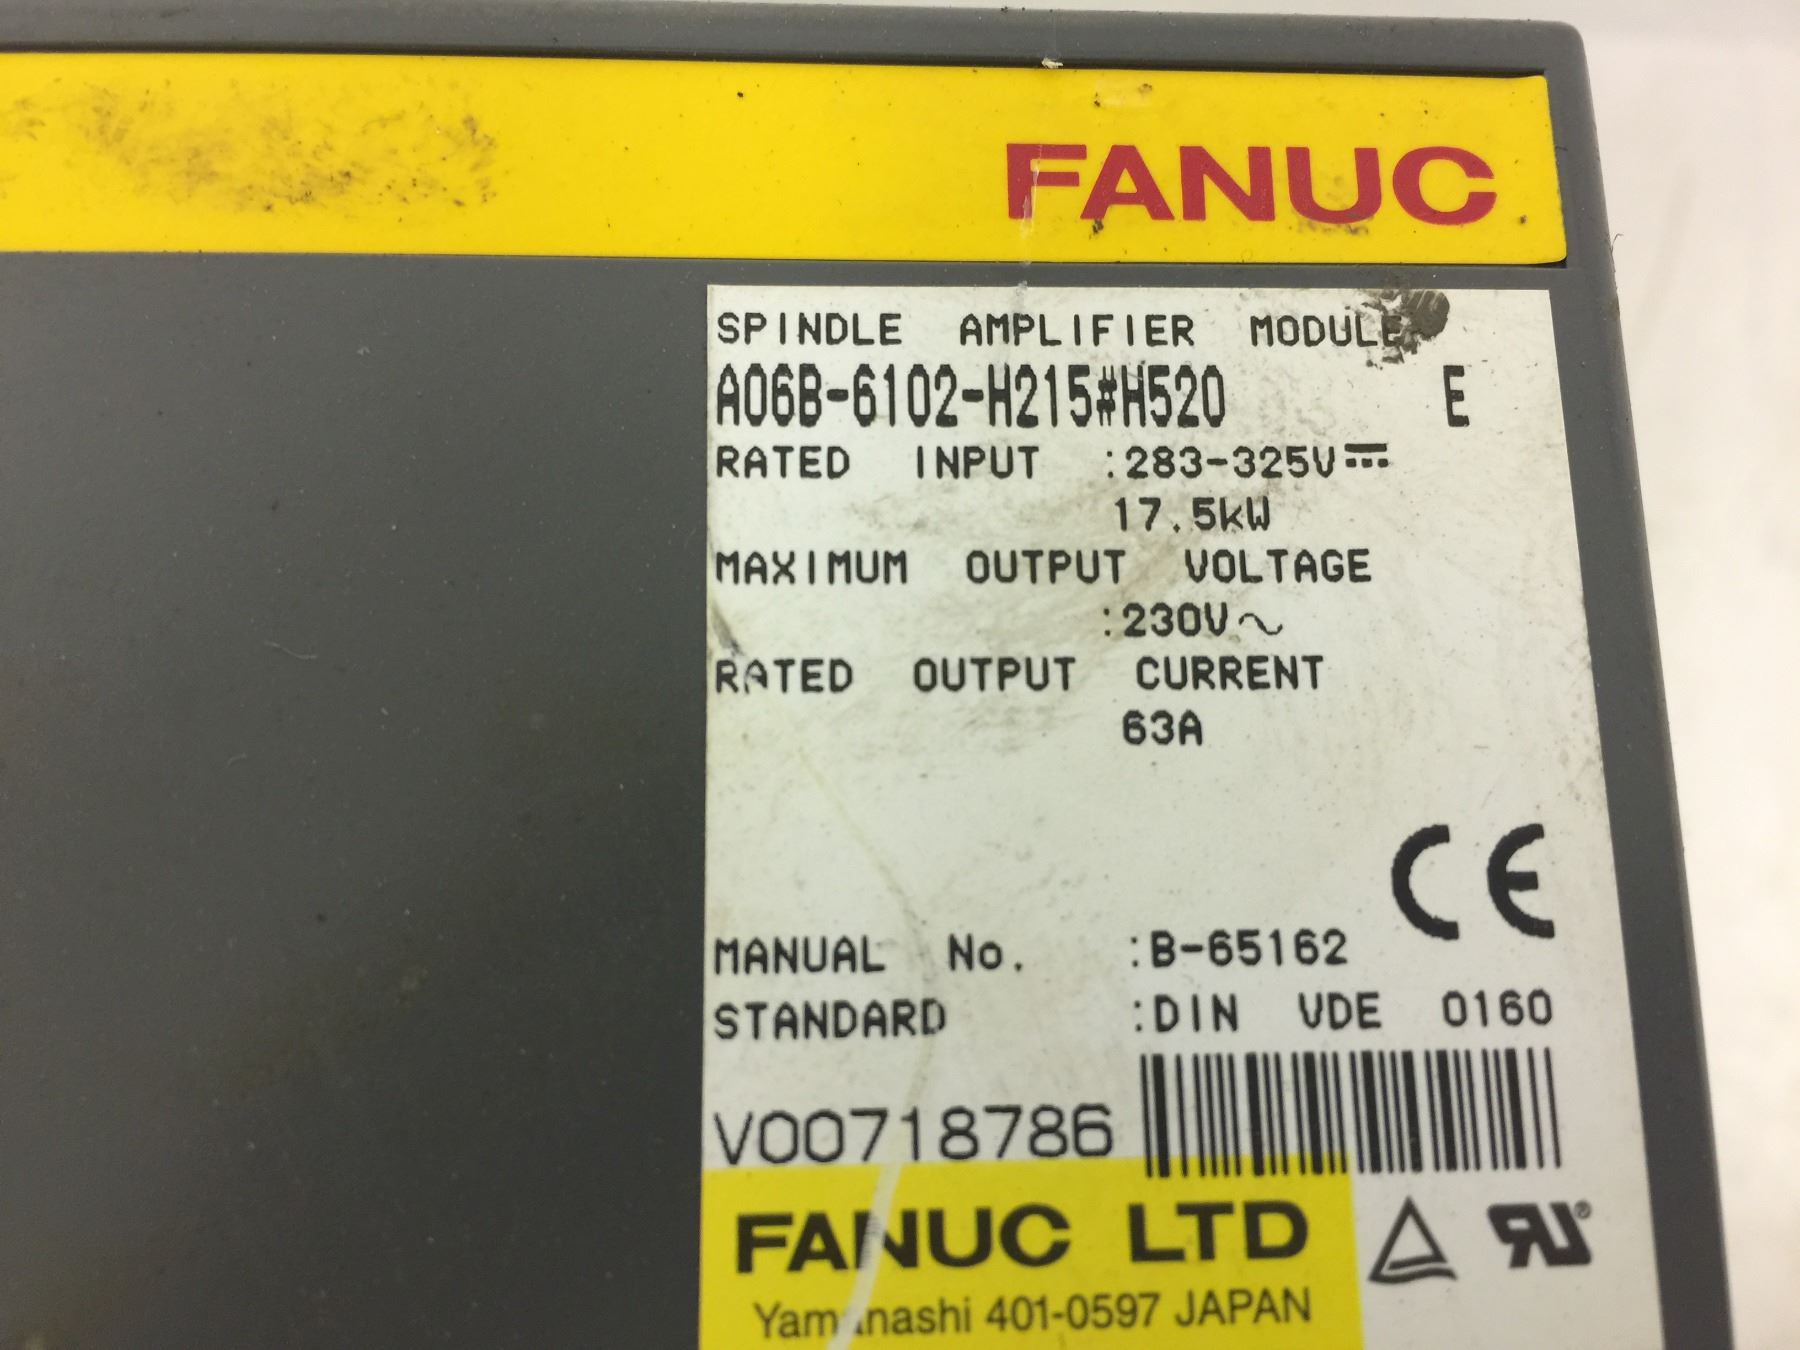 FANUC
SPINDLE AMPLIFIER MODULE
A06B-6102-H215#H520 E
RATED INPUT :283-325V⎓
17.5kW
MAXIMUM OUTPUT VOLTAGE
:230V∿
RATED OUTPUT CURRENT
63A
CE
MANUAL No. :B-65162
STANDARD :DIN VDE 0160
V00718786
FANUC LTD
Yamanashi 401-0597 JAPAN
RU®